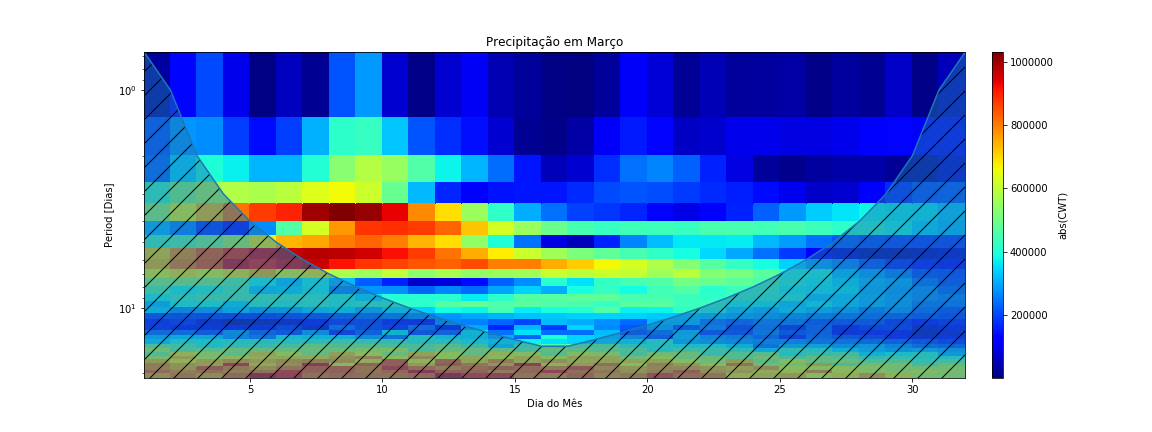 Precipitação em Março
Period [Dias]
10⁰
10¹
5 10 15 20 25 30
Dia do Mês
1000000
800000
600000
400000
200000
abs(CWT)